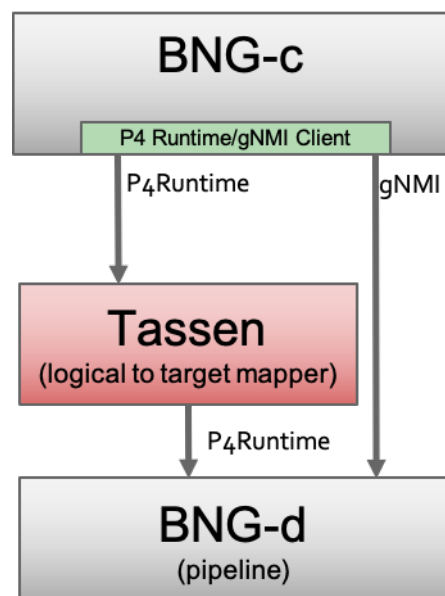 BNG-c
P4 Runtime/gNMI Client
P4Runtime
gNMI
Tassen
(logical to target mapper)
P4Runtime
BNG-d
(pipeline)